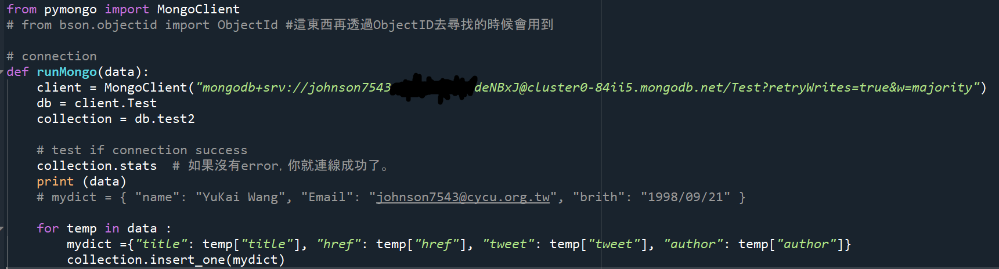 from pymongo import MongoClient
# from bson.objectid import ObjectId #這東西再透過ObjectID去尋找的時候會用到
# connection
def runMongo(data):
client = MongoClient("mongodb+srv://johnson7543 deNBxJ@cluster0-84ii5.mongodb.net/Test?retryWrites=true&w=majority")
db = client.Test
collection = db.test2
# test if connection success
collection.stats # 如果沒有error, 你就連線成功了。
print (data)
# mydict = { "name": "YuKai Wang", "Email": "johnson7543@cycu.org.tw", "brith": "1998/09/21" }
for temp in data :
mydict ={"title": temp["title"], "href": temp["href"], "tweet": temp["tweet"], "author": temp["author"]}
collection.insert_one(mydict)